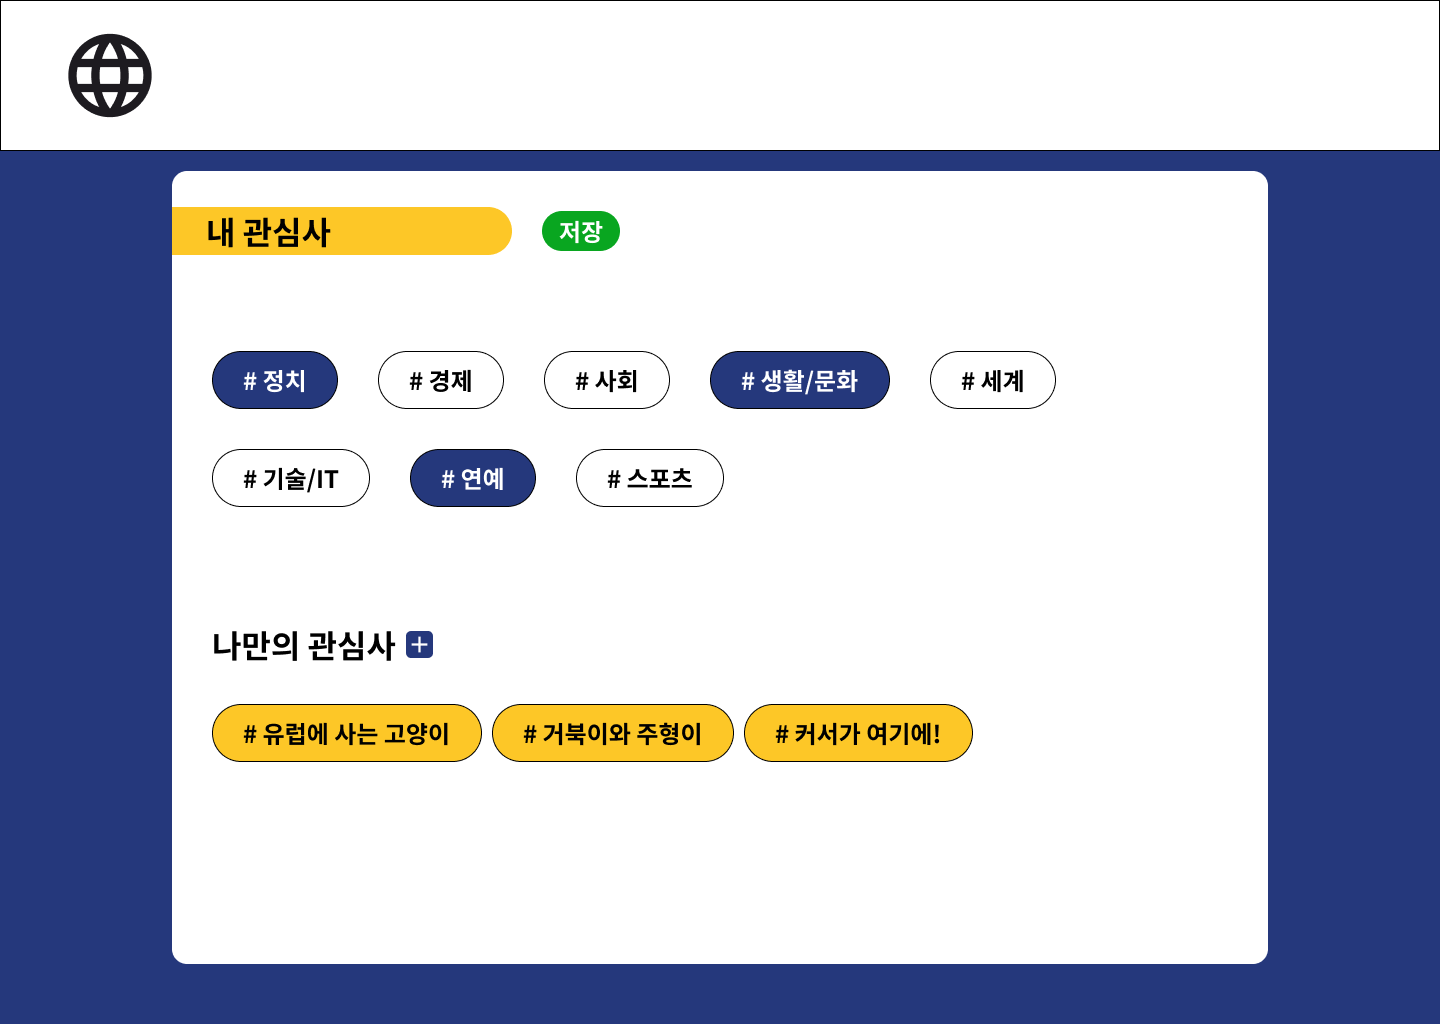 내 관심사 저장
# 정치 # 경제 # 사회 # 생활/문화 # 세계
# 기술/IT # 연예 # 스포츠
나만의 관심사
# 유럽에 사는 고양이 # 거북이와 주형이 # 커서가 여기에!